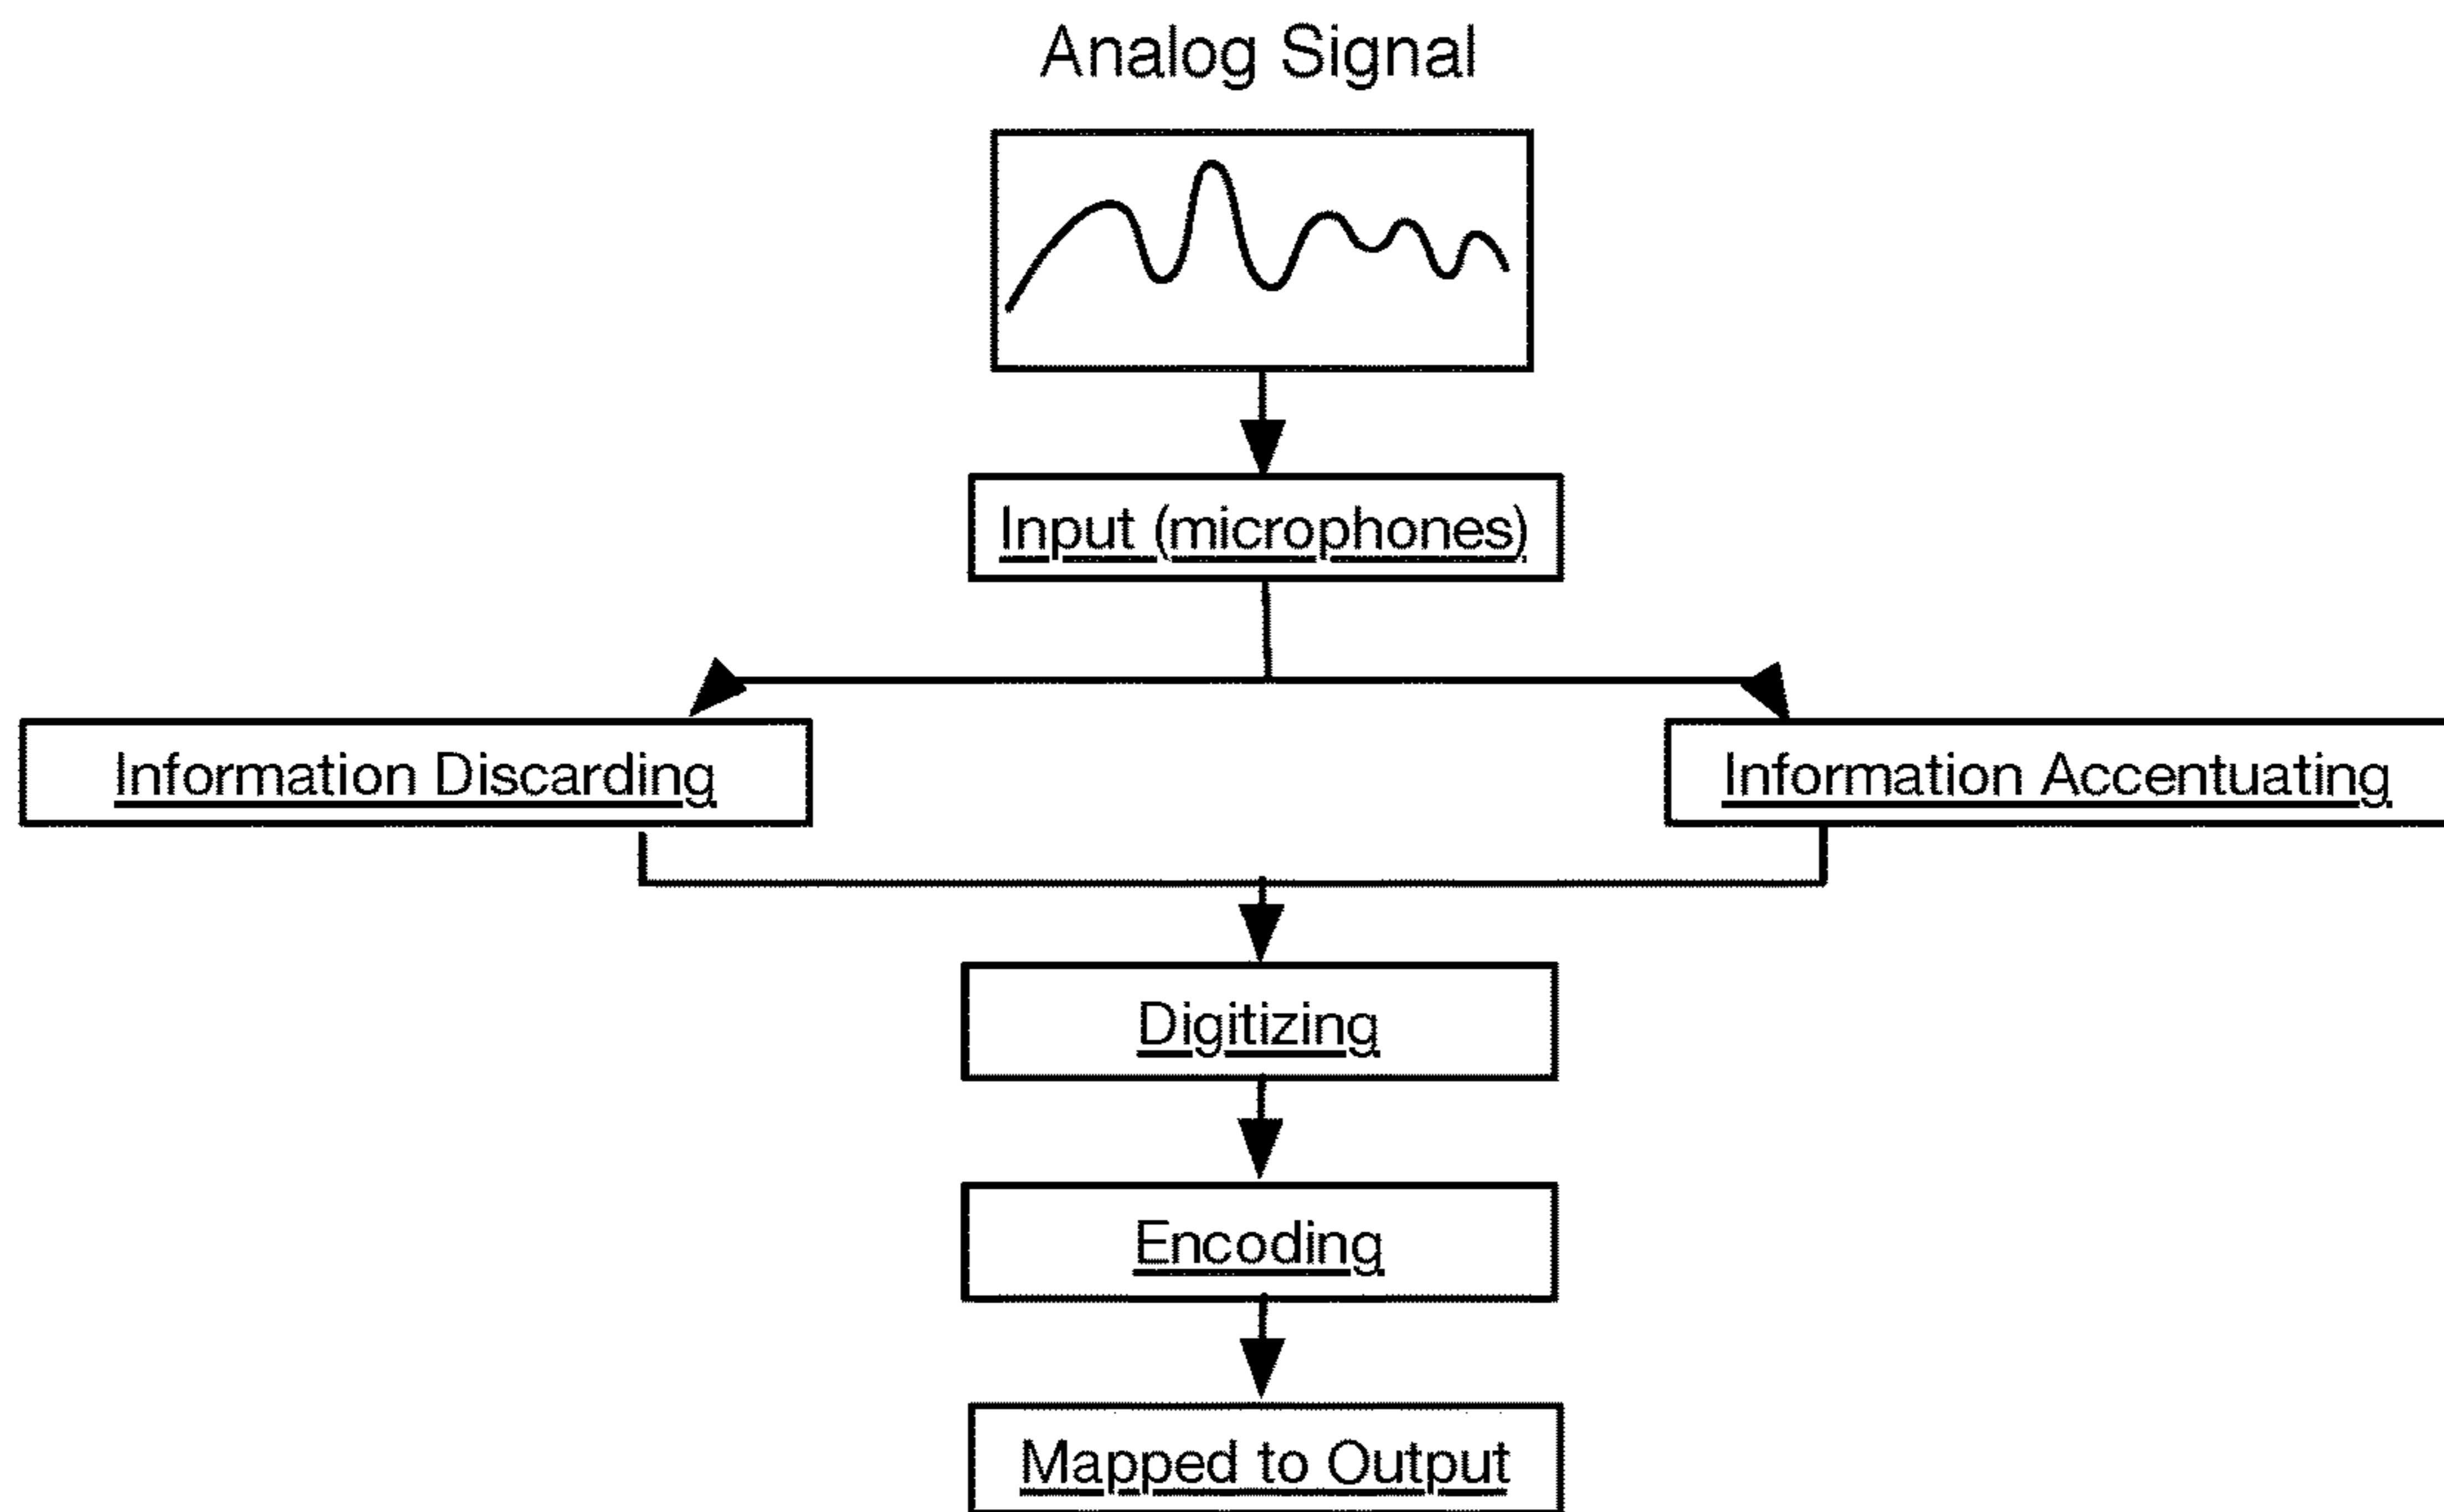 Analog Signal
Input (microphones)
Information Discarding
Information Accentuating
Digitizing
Encoding
Mapped to Output